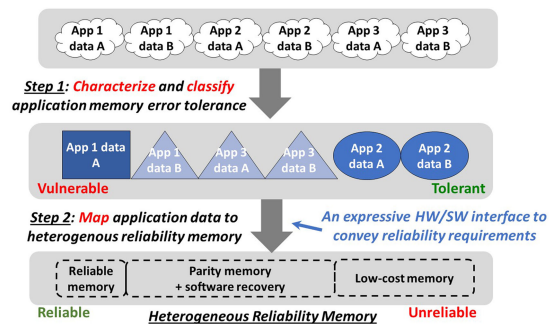 App 1 data A
App 1 data B
App 2 data A
App 2 data B
App 3 data A
App 3 data B
Step 1: Characterize and classify
application memory error tolerance
App 1 data
A
App 1
data B
App 3
data A
App 3
data B
App 2
data A
App 2
data B
Vulnerable
Tolerant
Step 2: Map application data to
heterogenous reliability memory
An expressive HW/SW interface to
convey reliability requirements
Reliable
memory
Parity memory
+ software recovery
Low-cost memory
Reliable
Unreliable
Heterogeneous Reliability Memory